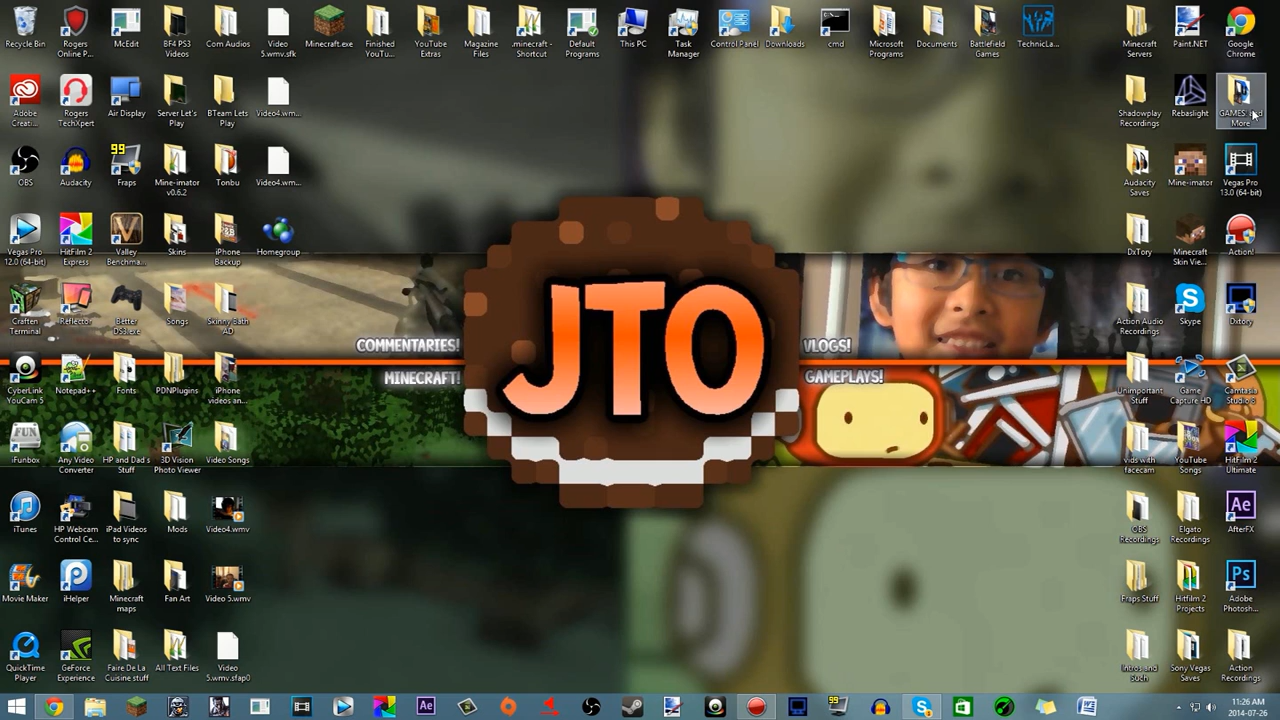 Recycle Bin
Rogers
Online P...
McEdit
BF4 PS3
Videos
Com Audios
Video
5.wmv.sfk
Minecraft.exe
Finished
YouTu...
YouTube
Extras
Magazine
Files
.minecraft -
Shortcut
Default
Programs
This PC
Task
Manager
Control Panel
Downloads
cmd
Microsoft
Programs
Documents
Battlefield
Games
TechnicLa...
Minecraft
Servers
Paint.NET
Google
Chrome
Adobe
Creati...
Rogers
TechXpert
Air Display
Server Let's
Play
BTeam Lets
Play
Video4.wm...
Shadowplay
Recordings
Rebaslight
GAMES! and
More
OBS
Audacity
99
Fraps
Mine-imator
v0.6.2
Tonbu
Video4.wm...
Audacity
Saves
Mine-imator
Vegas Pro
13.0 (64-bit)
Vegas Pro
12.0 (64-bit)
HitFilm 2
Express
Valley
Benchma...
Skins
iPhone
Backup
Homegroup
DxTory
Minecraft
Skin Vie...
Action!
Craften
Terminal
Reflector
Better
DS3.exe
Songs
Skinny bath
AD
Action Audio
Recordings
Skype
Dxtory
JTO
COMMENTARIES!
VLOGS!
MINECRAFT!
GAMEPLAYS!
CyberLink
YouCam 5
Notepad++
Fonts
PDNPlugins
iPhone
videos an...
Unimportant
Stuff
Game
Capture HD
Camtasia
Studio 8
iFunbox
Any Video
Converter
HP and Dad's
Stuff
3D Vision
Photo Viewer
Video Songs
vids with
facecam
YouTube
Songs
HitFilm 2
Ultimate
iTunes
HP Webcam
Control Ce...
iPad Videos
to sync
Mods
Video4.wmv
OBS
Recordings
Elgato
Recordings
Ae
AfterFX
Movie Maker
iHelper
Minecraft
maps
Fan Art
Video 5.wmv
Fraps Stuff
Hitfilm 2
Projects
Ps
Adobe
Photosh...
QuickTime
Player
GeForce
Experience
Faire De La
Cuisine stuff
All Text Files
Video
5.wmv.sfap0
Intros and
Such
Sony Vegas
Saves
Action
Recordings
Ae
99
11:26 AM
2014-07-26